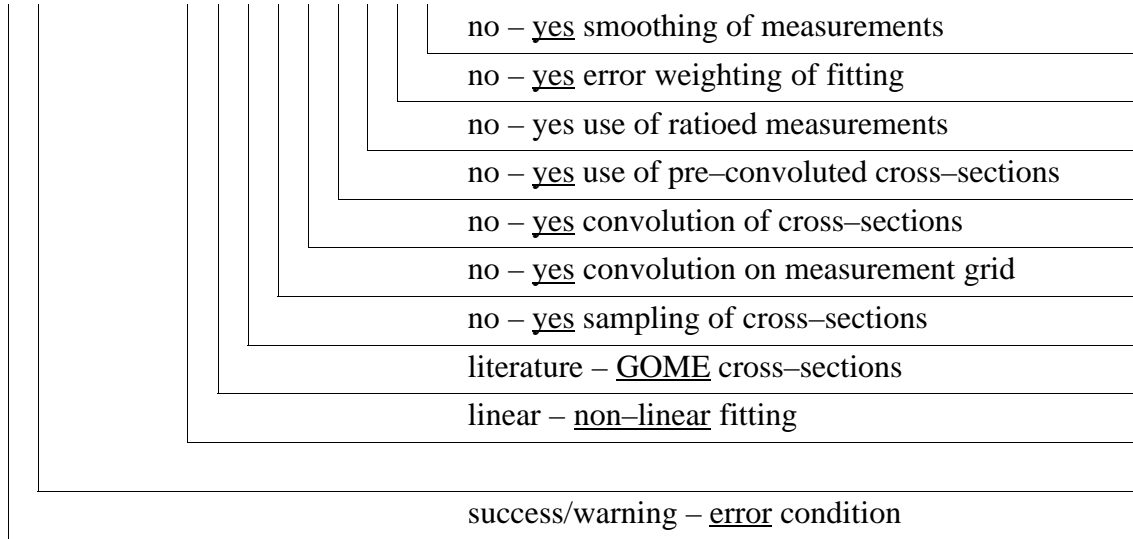 no – yes smoothing of measurements
no – yes error weighting of fitting
no – yes use of ratioed measurements
no – yes use of pre–convoluted cross–sections
no – yes convolution of cross–sections
no – yes convolution on measurement grid
no – yes sampling of cross–sections
literature – GOME cross–sections
linear – non–linear fitting
success/warning – error condition